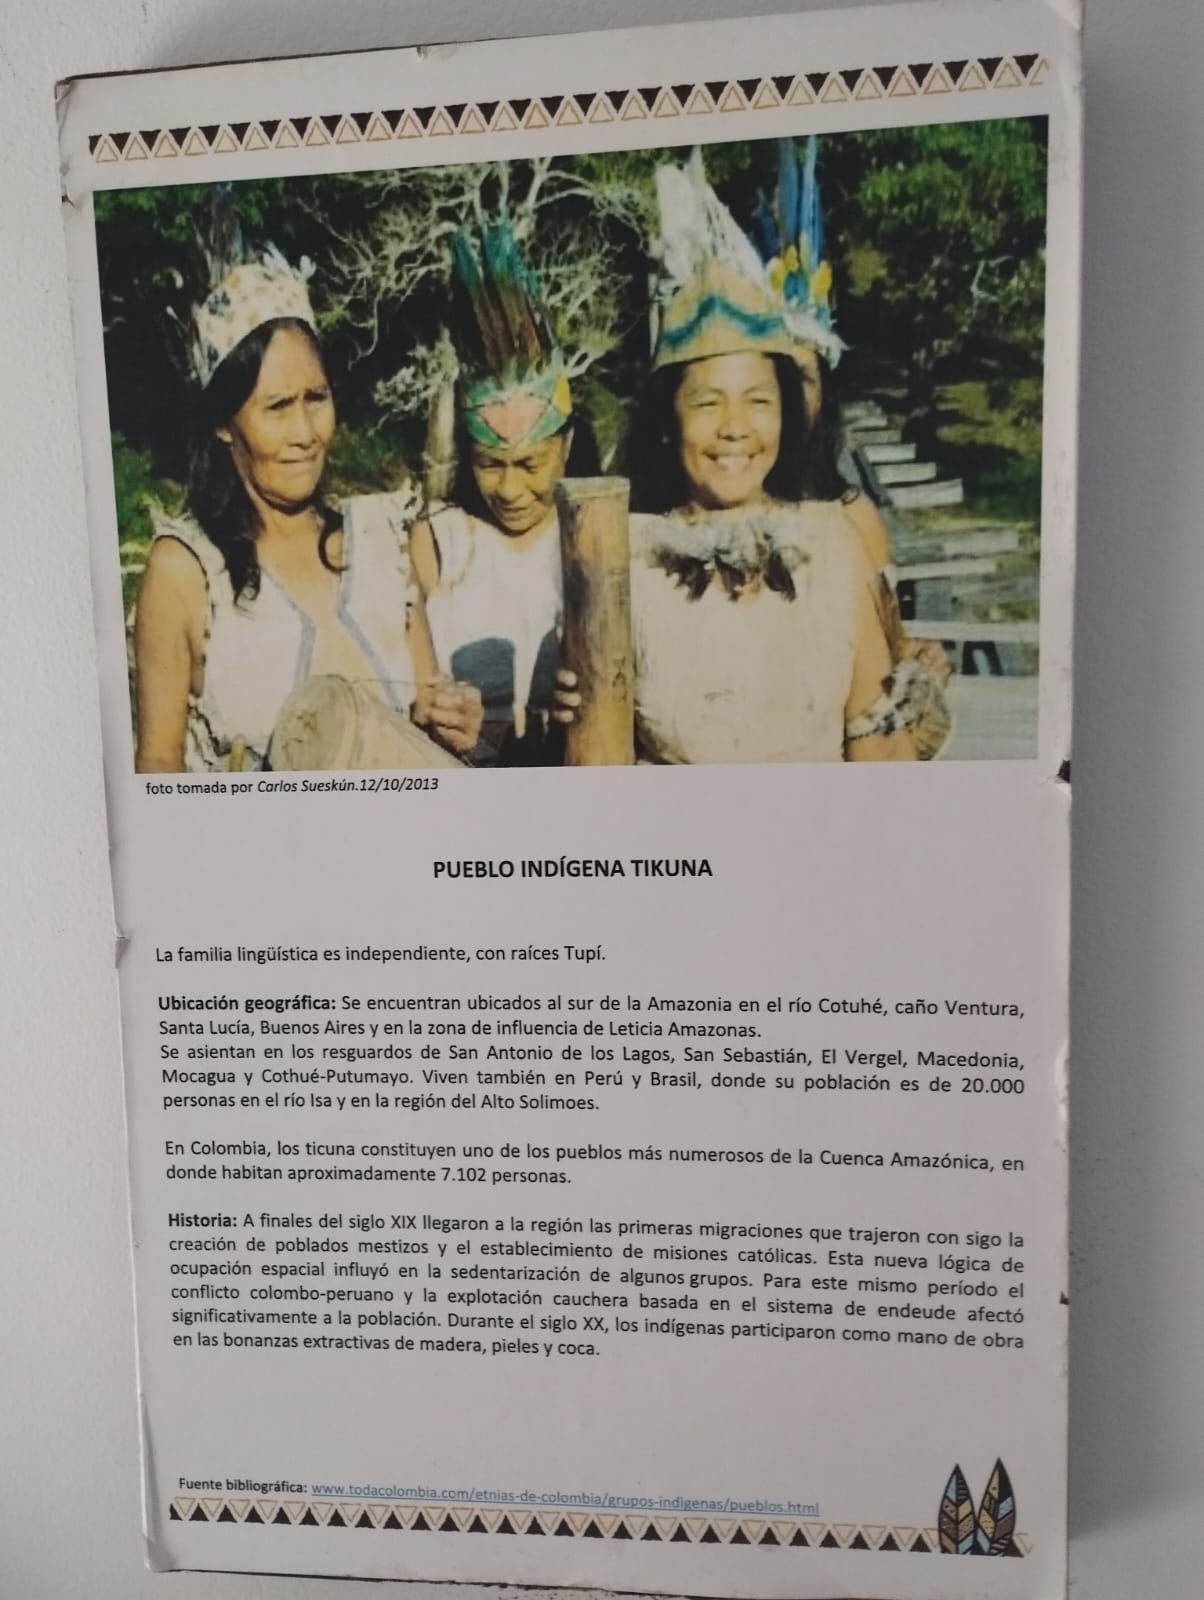 foto tomada por Carlos Sueskún.12/10/2013
PUEBLO INDÍGENA TIKUNA
La familia lingüística es independiente, con raíces Tupí.
Ubicación geográfica: Se encuentran ubicados al sur de la Amazonia en el río Cotuhé, caño Ventura,
Santa Lucía, Buenos Aires y en la zona de influencia de Leticia Amazonas.
Se asientan en los resguardos de San Antonio de los Lagos, San Sebastián, El Vergel, Macedonia,
Mocagua y Cothué-Putumayo. Viven también en Perú y Brasil, donde su población es de 20.000
personas en el río Isa y en la región del Alto Solimoes.
En Colombia, los ticuna constituyen uno de los pueblos más numerosos de la Cuenca Amazónica, en
donde habitan aproximadamente 7.102 personas.
Historia: A finales del siglo XIX llegaron a la región las primeras migraciones que trajeron con sigo la
creación de poblados mestizos y el establecimiento de misiones católicas. Esta nueva lógica de
ocupación espacial influyó en la sedentarización de algunos grupos. Para este mismo período el
conflicto colombo-peruano y la explotación cauchera basada en el sistema de endeude afectó
significativamente a la población. Durante el siglo XX, los indígenas participaron como mano de obra
en las bonanzas extractivas de madera, pieles y coca.
Fuente bibliográfica: www.todacolombia.com/etnias-de-colombia/grupos-indigenas/pueblos.html